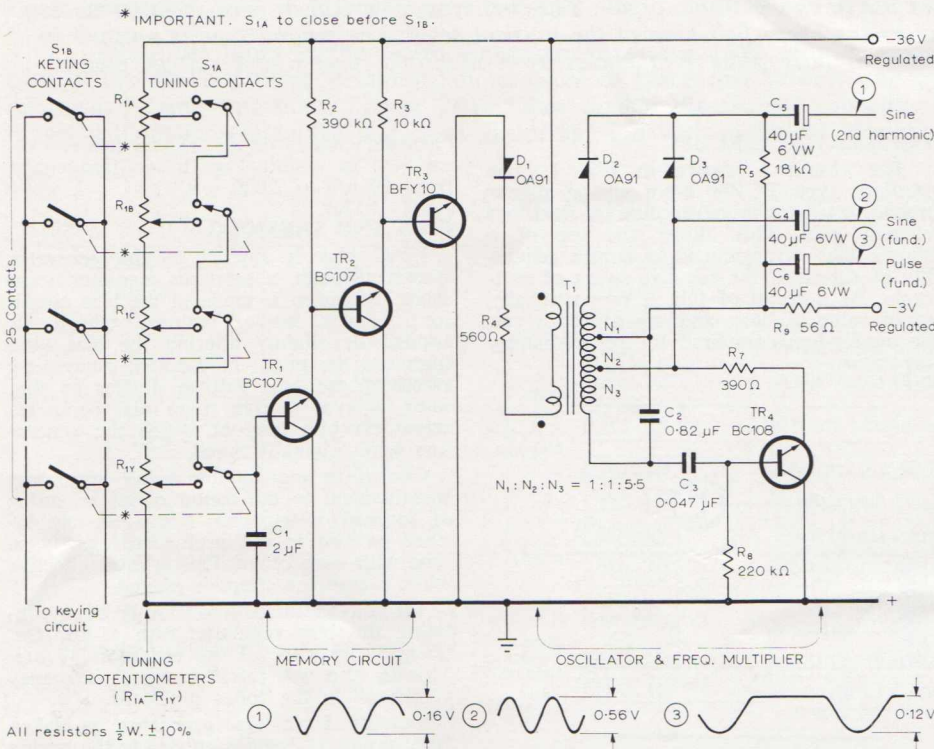 *IMPORTANT. S1A to close before S1B.
S1B
KEYING
CONTACTS
S1A
TUNING CONTACTS
25 Contacts
*
*
*
*
R1A
R1B
R1C
R1Y
To keying
circuit
TUNING
POTENTIOMETERS
(R1A–R1Y)
All resistors ½W. ±10%
R2
390 kΩ
R3
10 kΩ
TR3
BFY10
TR2
BC107
TR1
BC107
C1
2 μF
MEMORY CIRCUIT
D1
OA91
D2
OA91
D3
OA91
R4
560Ω
T1
N1
N2
N3
N1:N2:N3 = 1:1:5·5
C2
0·82 μF
C3
0·047 μF
R7
390 Ω
TR4
BC108
R8
220 kΩ
R5
18 kΩ
C5
40 μF
6 VW
C4
40 μF 6VW
C6
40 μF 6VW
R9 56 Ω
−36V
Regulated
1
Sine
(2nd harmonic)
2
Sine
(fund.)
3
Pulse
(fund.)
−3V
Regulated
+
OSCILLATOR & FREQ. MULTIPLIER
1
0·16 V
2
0·56 V
3
0·12 V